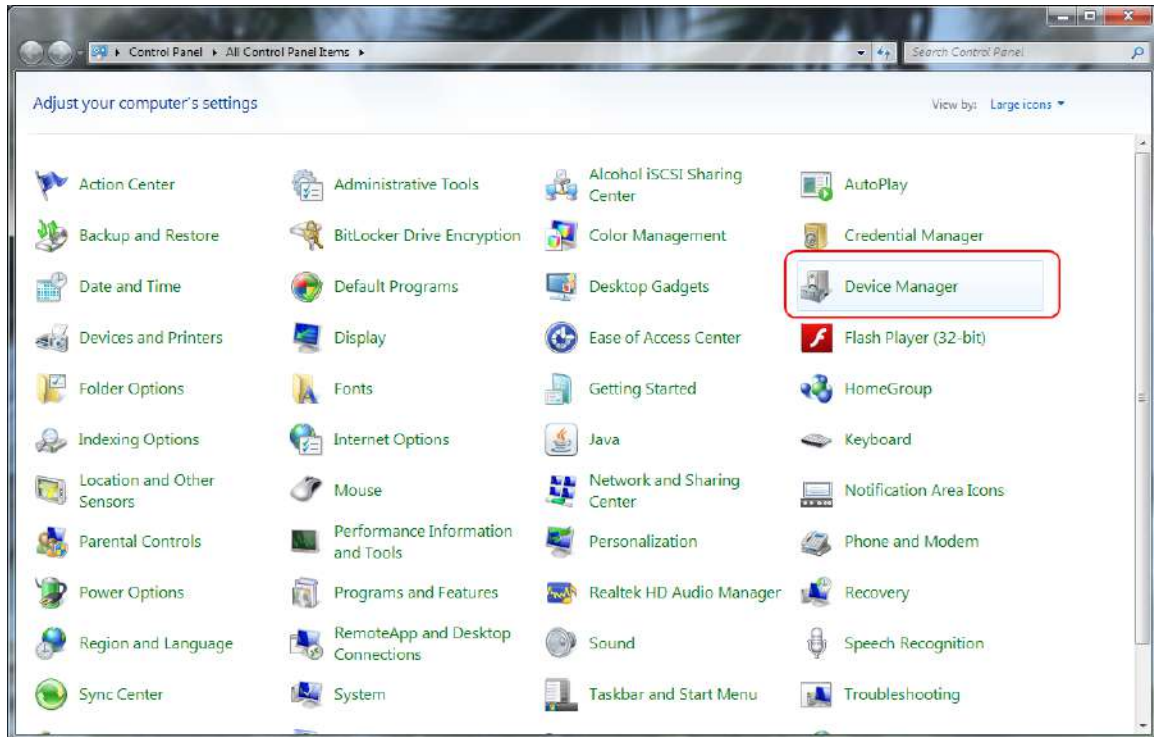 Control Panel All Control Panel Items
Search Control Panel
Adjust your computer's settings
View by: Large icons
Action Center
Administrative Tools
Alcohol iSCSI Sharing
Center
AutoPlay
Backup and Restore
BitLocker Drive Encryption
Color Management
Credential Manager
Date and Time
Default Programs
Desktop Gadgets
Device Manager
Devices and Printers
Display
Ease of Access Center
Flash Player (32-bit)
Folder Options
Fonts
Getting Started
HomeGroup
Indexing Options
Internet Options
Java
Keyboard
Location and Other
Sensors
Mouse
Network and Sharing
Center
Notification Area Icons
Parental Controls
Performance Information
and Tools
Personalization
Phone and Modem
Power Options
Programs and Features
Realtek HD Audio Manager
Recovery
Region and Language
RemoteApp and Desktop
Connections
Sound
Speech Recognition
Sync Center
System
Taskbar and Start Menu
Troubleshooting